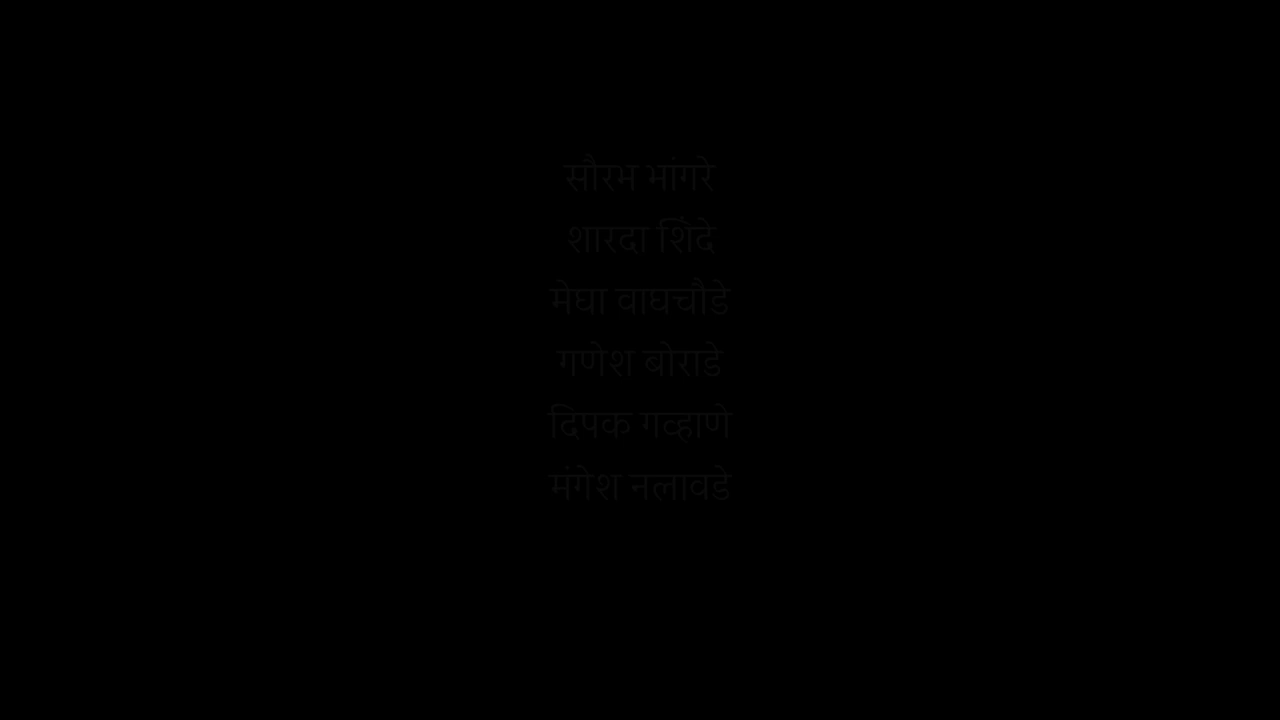 सौरभ भांगरे
शारदा शिंदे
मेघा वाघचौडे
गणेश बोराडे
दिपक गव्हाणे
मंगेश नलावडे